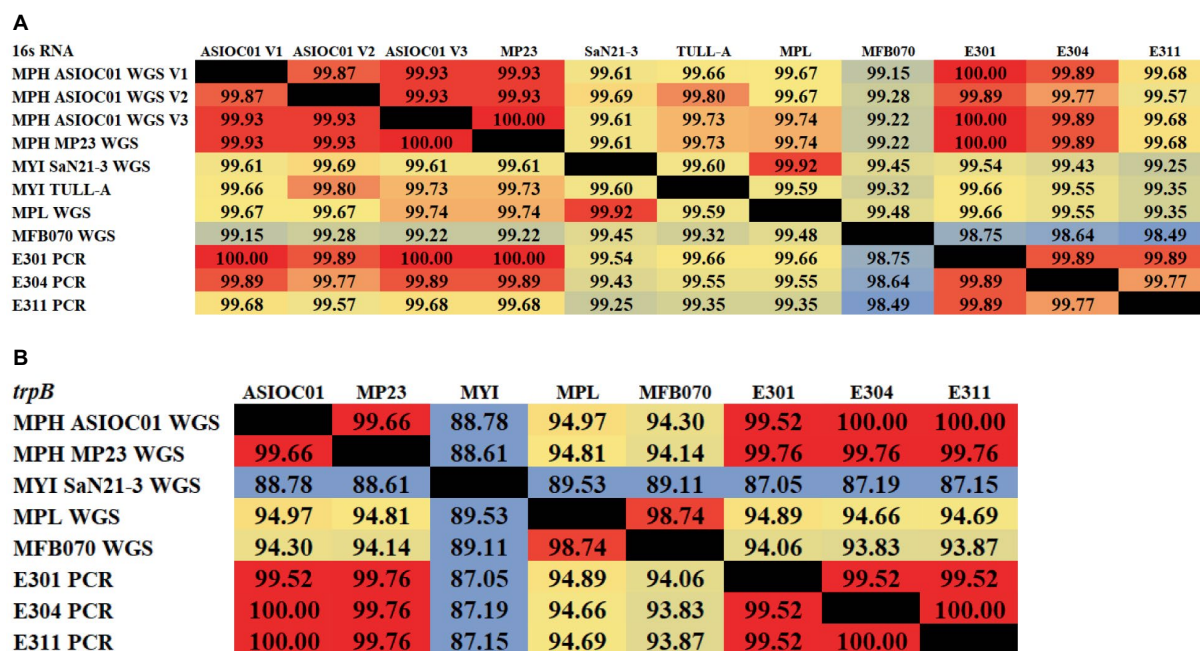 A
16s RNA ASIOC01 V1 ASIOC01 V2 ASIOC01 V3 MP23 SaN21-3 TULL-A MPL MFB070 E301 E304 E311
MPH ASIOC01 WGS V1 99.87 99.93 99.93 99.61 99.66 99.67 99.15 100.00 99.89 99.68
MPH ASIOC01 WGS V2 99.87 99.93 99.93 99.69 99.80 99.67 99.28 99.89 99.77 99.57
MPH ASIOC01 WGS V3 99.93 99.93 100.00 99.61 99.73 99.74 99.22 100.00 99.89 99.68
MPH MP23 WGS 99.93 99.93 100.00 99.61 99.73 99.74 99.22 100.00 99.89 99.68
MYI SaN21-3 WGS 99.61 99.69 99.61 99.61 99.60 99.92 99.45 99.54 99.43 99.25
MYI TULL-A 99.66 99.80 99.73 99.73 99.60 99.59 99.32 99.66 99.55 99.35
MPL WGS 99.67 99.67 99.74 99.74 99.92 99.59 99.48 99.66 99.55 99.35
MFB070 WGS 99.15 99.28 99.22 99.22 99.45 99.32 99.48 98.75 98.64 98.49
E301 PCR 100.00 99.89 100.00 100.00 99.54 99.66 99.66 98.75 99.89 99.89
E304 PCR 99.89 99.77 99.89 99.89 99.43 99.55 99.55 98.64 99.89 99.77
E311 PCR 99.68 99.57 99.68 99.68 99.25 99.35 99.35 98.49 99.89 99.77
B
trpB ASIOC01 MP23 MYI MPL MFB070 E301 E304 E311
MPH ASIOC01 WGS 99.66 88.78 94.97 94.30 99.52 100.00 100.00
MPH MP23 WGS 99.66 88.61 94.81 94.14 99.76 99.76 99.76
MYI SaN21-3 WGS 88.78 88.61 89.53 89.11 87.05 87.19 87.15
MPL WGS 94.97 94.81 89.53 98.74 94.89 94.66 94.69
MFB070 WGS 94.30 94.14 89.11 98.74 94.06 93.83 93.87
E301 PCR 99.52 99.76 87.05 94.89 94.06 99.52 99.52
E304 PCR 100.00 99.76 87.19 94.66 93.83 99.52 100.00
E311 PCR 100.00 99.76 87.15 94.69 93.87 99.52 100.00